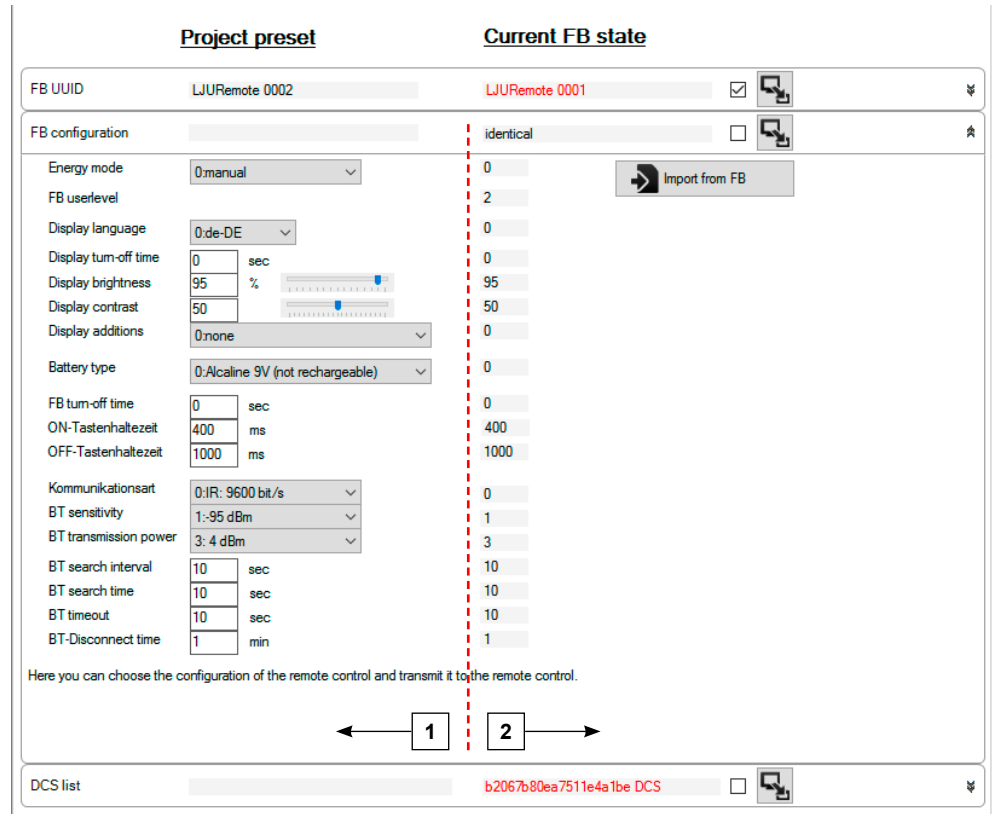 Project preset Current FB state
FB UUID LJURemote 0002 LJURemote 0001
FB configuration identical
Energy mode 0:manual 0 Import from FB
FB userlevel 2
Display language 0:de-DE 0
Display turn-off time 0 sec 0
Display brightness 95 % 95
Display contrast 50 50
Display additions 0:none 0
Battery type 0:Alcaline 9V (not rechargeable) 0
FB turn-off time 0 sec 0
ON-Tastenhaltezeit 400 ms 400
OFF-Tastenhaltezeit 1000 ms 1000
Kommunikationsart 0:IR: 9600 bit/s 0
BT sensitivity 1:-95 dBm 1
BT transmission power 3: 4 dBm 3
BT search interval 10 sec 10
BT search time 10 sec 10
BT timeout 10 sec 10
BT-Disconnect time 1 min 1
Here you can choose the configuration of the remote control and transmit it to the remote control.
1 2
DCS list b2067b80ea7511e4a1be DCS